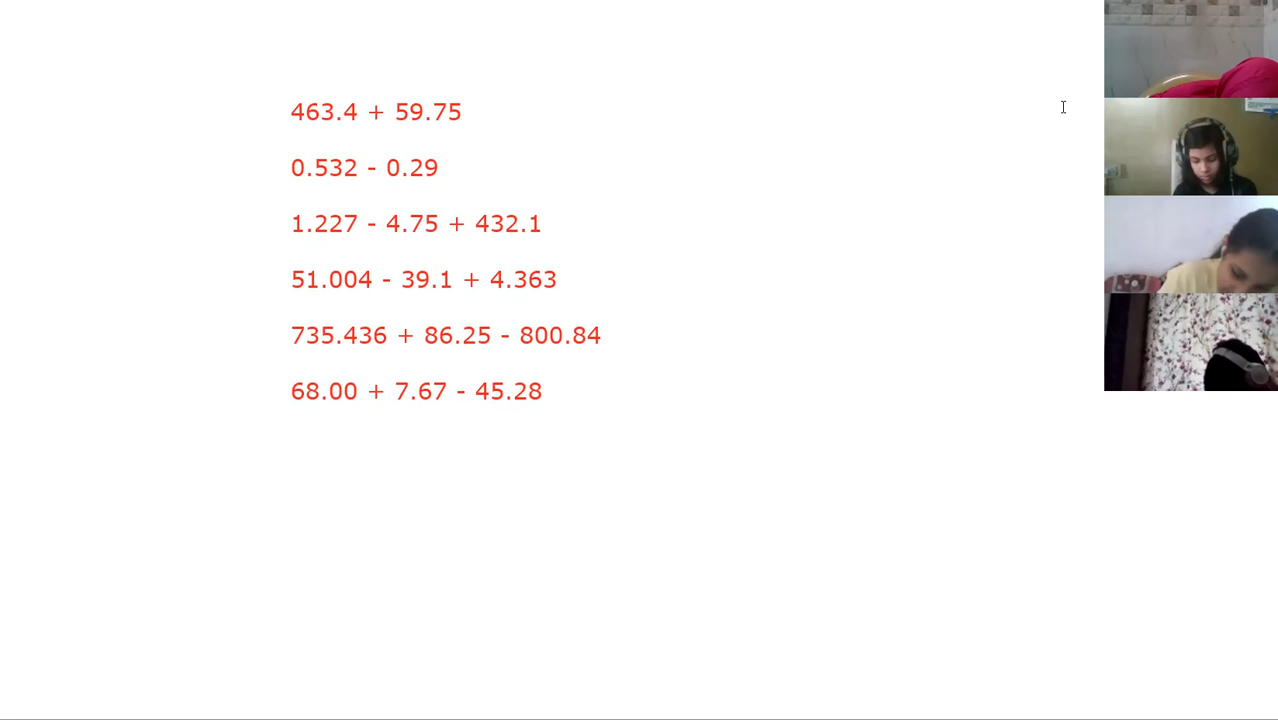 463.4 + 59.75
0.532 - 0.29
1.227 - 4.75 + 432.1
51.004 - 39.1 + 4.363
735.436 + 86.25 - 800.84
68.00 + 7.67 - 45.28